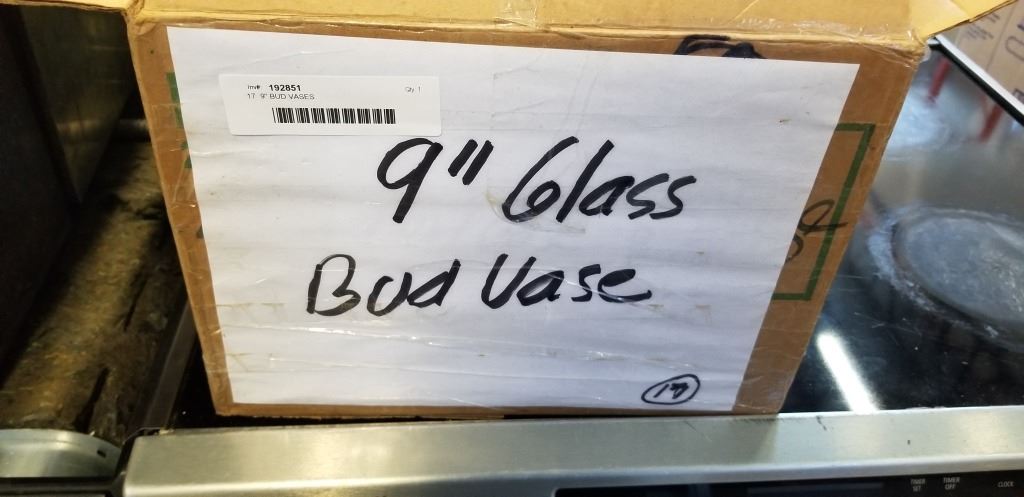 Inv#: 192851 Qty: 1
17 9" BUD VASES
9" Glass
Bud Vase
17
TIMER SET TIMER OFF CLOCK